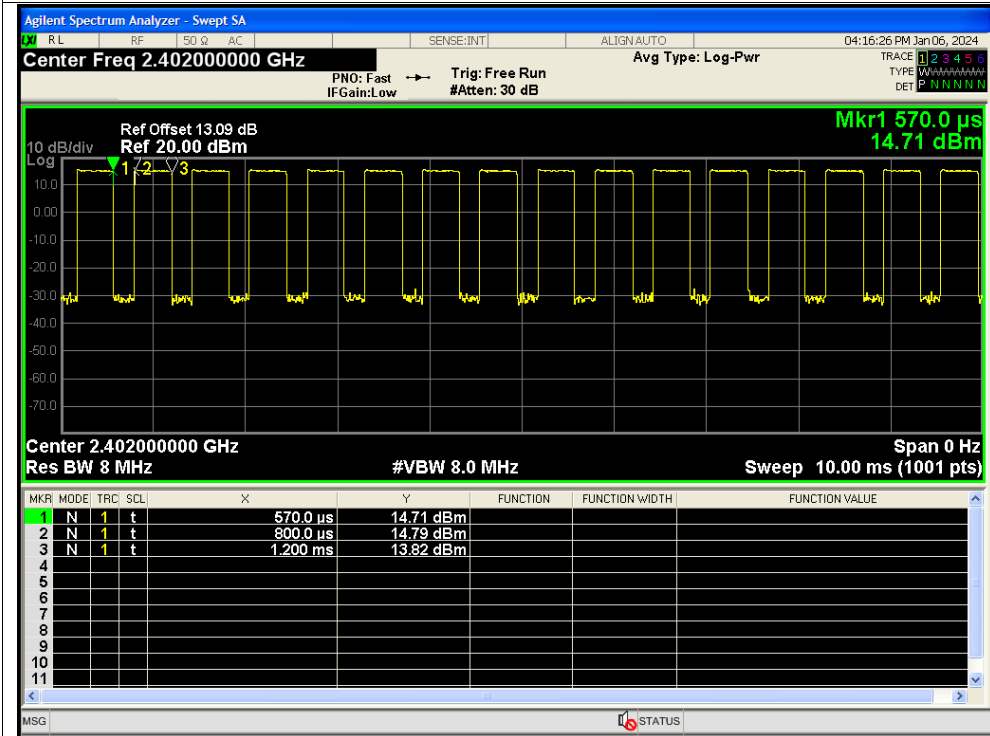 Agilent Spectrum Analyzer - Swept SA
LXI RL RF 50 Ω AC SENSE:INT ALIGN AUTO 04:16:26 PM Jan 06, 2024
Center Freq 2.402000000 GHz
PNO: Fast
IFGain:Low
Trig: Free Run
#Atten: 30 dB
Avg Type: Log-Pwr
TRACE 1 2 3 4 5 6
TYPE WWWWWW
DET P N N N N N
Mkr1 570.0 µs
14.71 dBm
Ref Offset 13.09 dB
10 dB/div Ref 20.00 dBm
Log
1 2 3
10.0
0.00
-10.0
-20.0
-30.0
-40.0
-50.0
-60.0
-70.0
Center 2.402000000 GHz Span 0 Hz
Res BW 8 MHz #VBW 8.0 MHz Sweep 10.00 ms (1001 pts)
MKR MODE TRC SCL X Y FUNCTION FUNCTION WIDTH FUNCTION VALUE
1 N 1 t 570.0 µs 14.71 dBm
2 N 1 t 800.0 µs 14.79 dBm
3 N 1 t 1.200 ms 13.82 dBm
4
5
6
7
8
9
10
11
MSG STATUS